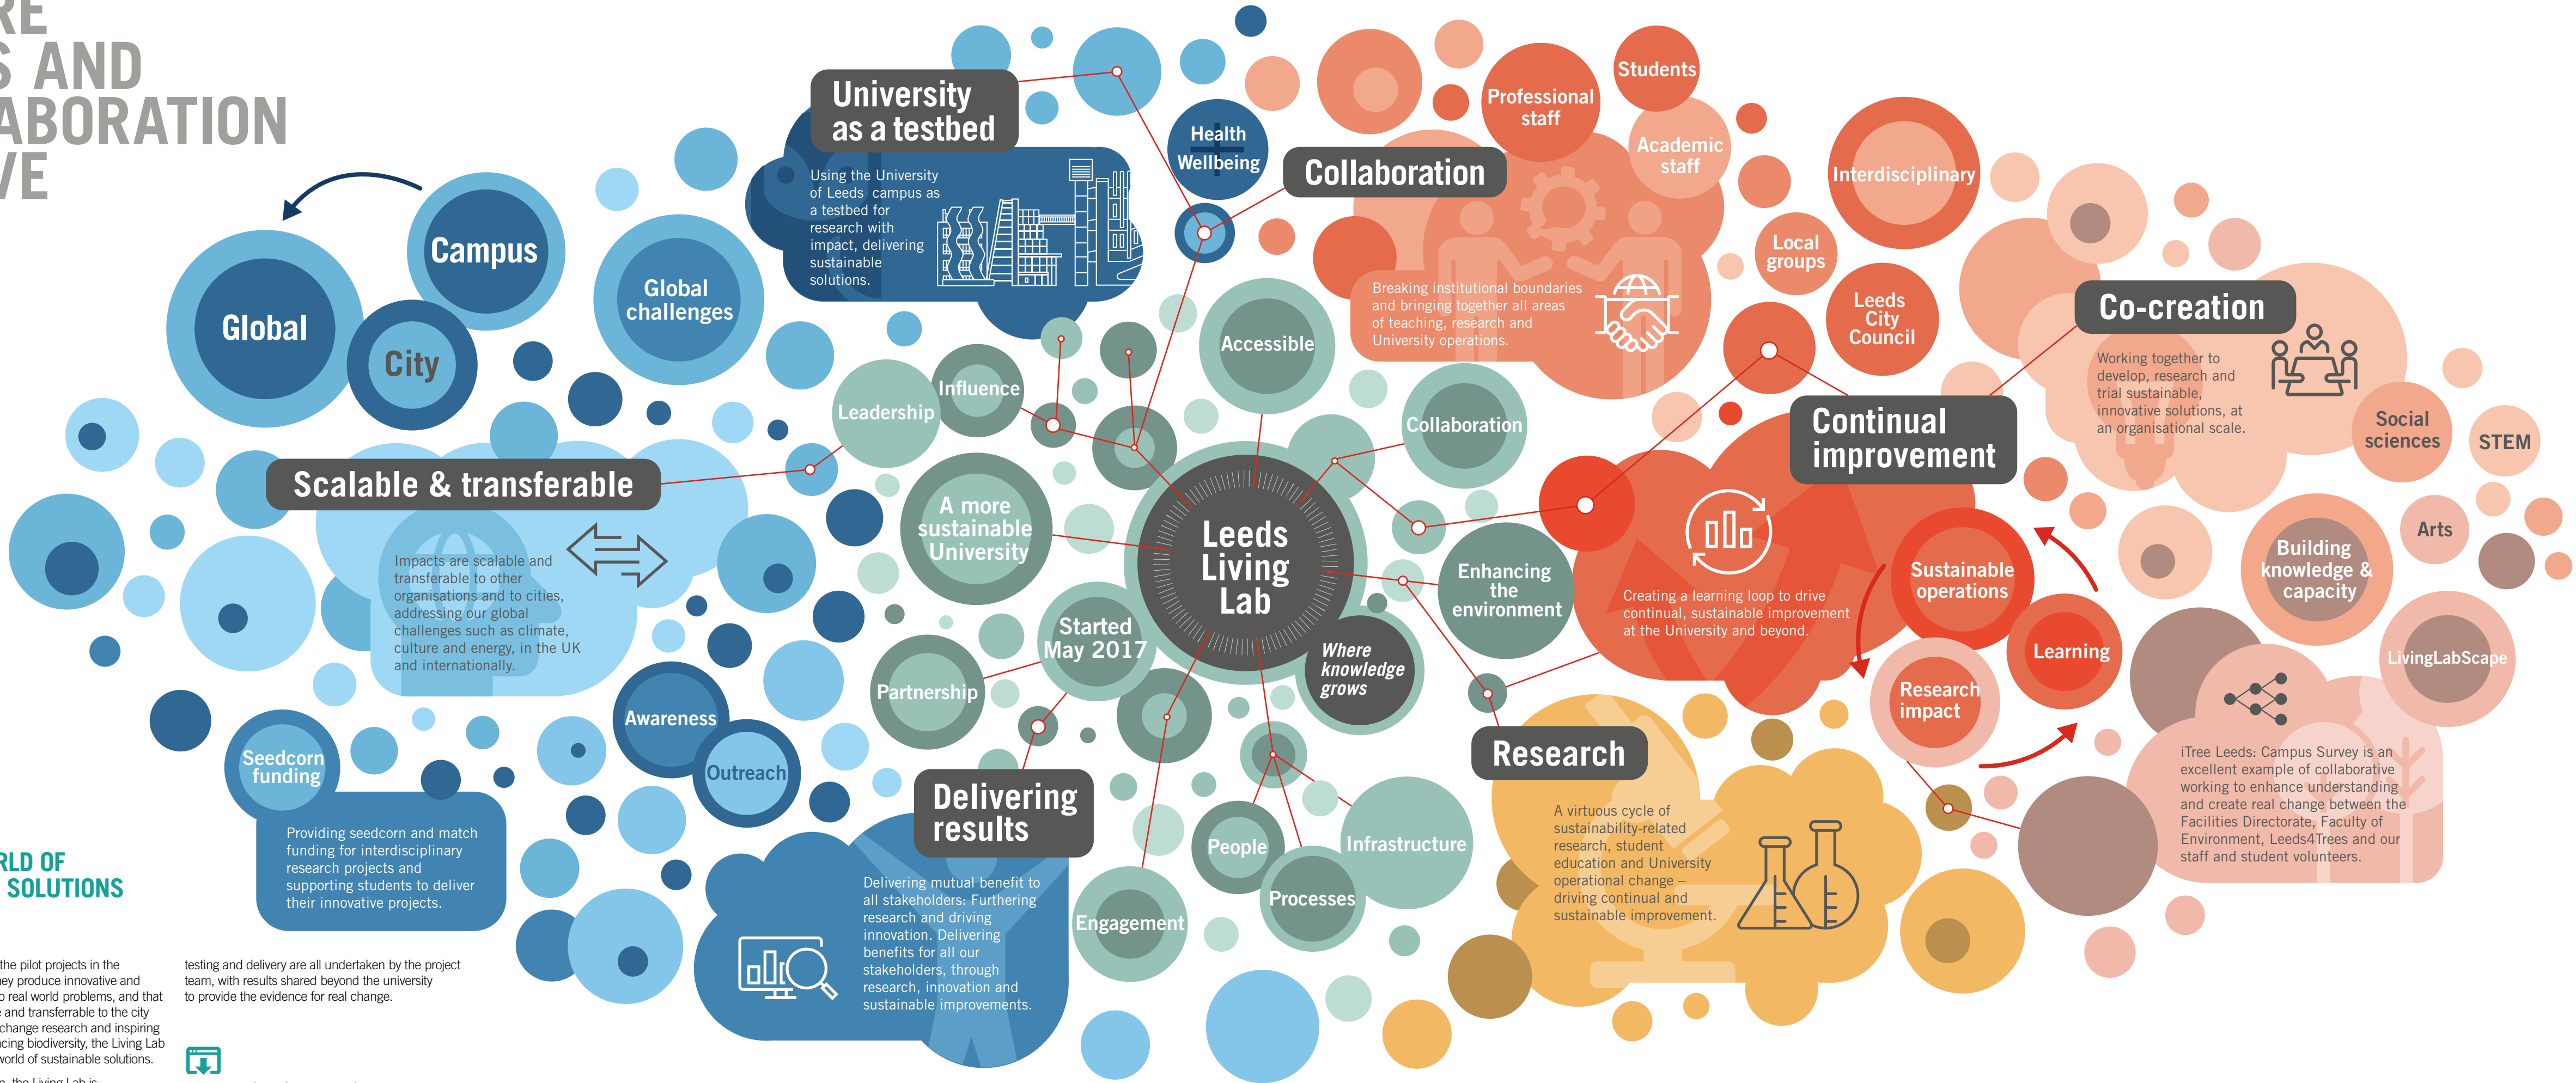 RE
S AND
ABORATION
VE
Global
Campus
City
Global
challenges
University
as a testbed
Using the University
of Leeds campus as
a testbed for
research with
impact, delivering
sustainable
solutions.
Health
Wellbeing
Collaboration
Professional
staff
Students
Academic
staff
Interdisciplinary
Local
groups
Leeds
City
Council
Breaking institutional boundaries
and bringing together all areas
of teaching, research and
University operations.
Co-creation
Working together to
develop, research and
trial sustainable,
innovative solutions, at
an organisational scale.
Social
sciences
STEM
Arts
Building
knowledge &
capacity
LivingLabScape
Scalable & transferable
Impacts are scalable and
transferable to other
organisations and to cities,
addressing our global
challenges such as climate,
culture and energy, in the UK
and internationally.
Leadership
Influence
Accessible
Collaboration
A more
sustainable
University
Leeds
Living
Lab
Started
May 2017
Where
knowledge
grows
Enhancing
the
environment
Partnership
Continual
improvement
Creating a learning loop to drive
continual, sustainable improvement
at the University and beyond.
Sustainable
operations
Learning
Research
impact
iTree Leeds: Campus Survey is an
excellent example of collaborative
working to enhance understanding
and create real change between the
Facilities Directorate, Faculty of
Environment, Leeds4Trees and our
staff and student volunteers.
Awareness
Outreach
Seedcorn
funding
Providing seedcorn and match
funding for interdisciplinary
research projects and
supporting students to deliver
their innovative projects.
Delivering
results
Delivering mutual benefit to
all stakeholders: Furthering
research and driving
innovation. Delivering
benefits for all our
stakeholders, through
research, innovation and
sustainable improvements.
Engagement
People
Processes
Infrastructure
Research
A virtuous cycle of
sustainability-related
research, student
education and University
operational change –
driving continual and
sustainable improvement.
RLD OF
SOLUTIONS
the pilot projects in the
hey produce innovative and
o real world problems, and that
e and transferrable to the city
change research and inspiring
ncing biodiversity, the Living Lab
world of sustainable solutions.
the Living Lab is
testing and delivery are all undertaken by the project
team, with results shared beyond the university
to provide the evidence for real change.